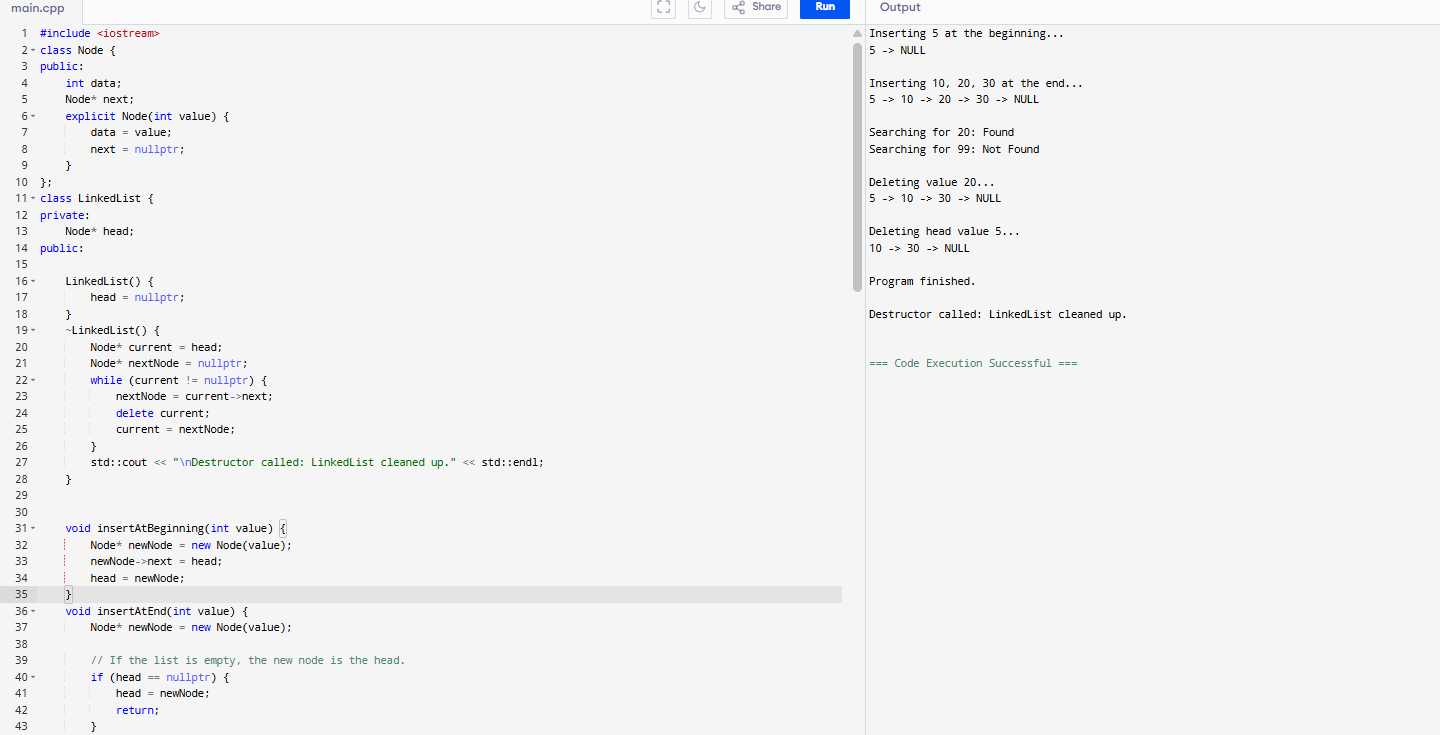 main.cpp
Share
Run
Output
1 #include <iostream>
2 class Node {
3 public:
4     int data;
5     Node* next;
6     explicit Node(int value) {
7         data = value;
8         next = nullptr;
9     }
10 };
11 class LinkedList {
12 private:
13     Node* head;
14 public:
15
16     LinkedList() {
17         head = nullptr;
18     }
19     ~LinkedList() {
20         Node* current = head;
21         Node* nextNode = nullptr;
22         while (current != nullptr) {
23             nextNode = current->next;
24             delete current;
25             current = nextNode;
26         }
27         std::cout << "\nDestructor called: LinkedList cleaned up." << std::endl;
28     }
29
30
31     void insertAtBeginning(int value) {
32         Node* newNode = new Node(value);
33         newNode->next = head;
34         head = newNode;
35     }
36     void insertAtEnd(int value) {
37         Node* newNode = new Node(value);
38
39         // If the list is empty, the new node is the head.
40         if (head == nullptr) {
41             head = newNode;
42             return;
43         }
Inserting 5 at the beginning...
5 -> NULL
Inserting 10, 20, 30 at the end...
5 -> 10 -> 20 -> 30 -> NULL
Searching for 20: Found
Searching for 99: Not Found
Deleting value 20...
5 -> 10 -> 30 -> NULL
Deleting head value 5...
10 -> 30 -> NULL
Program finished.
Destructor called: LinkedList cleaned up.
=== Code Execution Successful ===